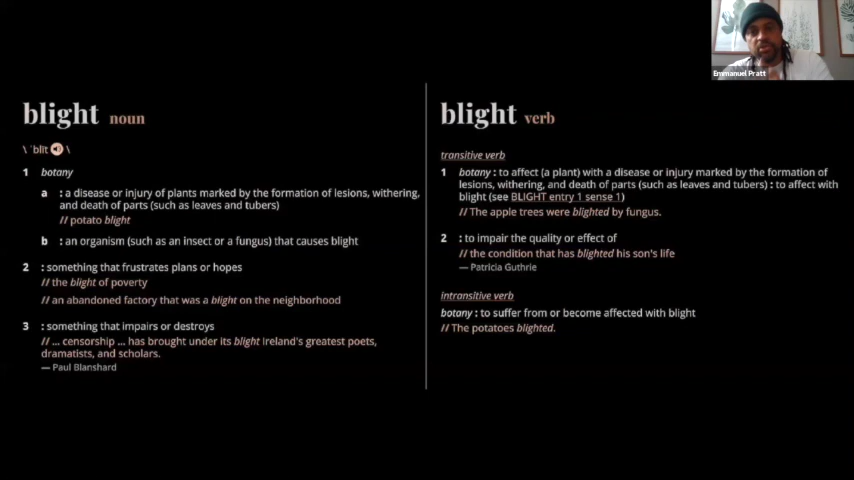 Emmanuel Pratt
blight noun
\ ˈblīt \
1 botany
a : a disease or injury of plants marked by the formation of lesions, withering,
and death of parts (such as leaves and tubers)
// potato blight
b : an organism (such as an insect or a fungus) that causes blight
2 : something that frustrates plans or hopes
// the blight of poverty
// an abandoned factory that was a blight on the neighborhood
3 : something that impairs or destroys
// ... censorship ... has brought under its blight Ireland's greatest poets,
dramatists, and scholars.
— Paul Blanshard
blight verb
transitive verb
1 botany : to affect (a plant) with a disease or injury marked by the formation of
lesions, withering, and death of parts (such as leaves and tubers) : to affect with
blight (see BLIGHT entry 1 sense 1)
// The apple trees were blighted by fungus.
2 : to impair the quality or effect of
// the condition that has blighted his son's life
— Patricia Guthrie
intransitive verb
botany : to suffer from or become affected with blight
// The potatoes blighted.